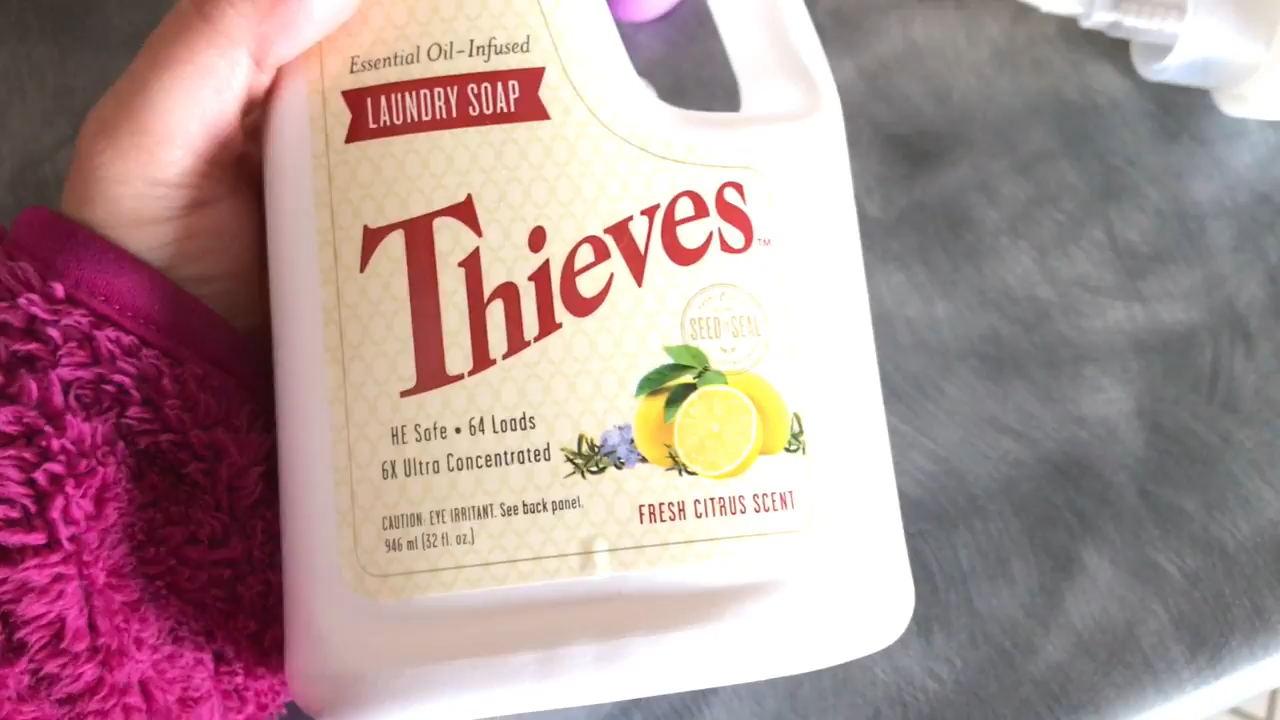 Essential Oil-Infused
LAUNDRY SOAP
Thieves™
SEED TO SEAL
HE Safe • 64 Loads
6X Ultra Concentrated
CAUTION: EYE IRRITANT. See back panel.
946 ml (32 fl. oz.)
FRESH CITRUS SCENT